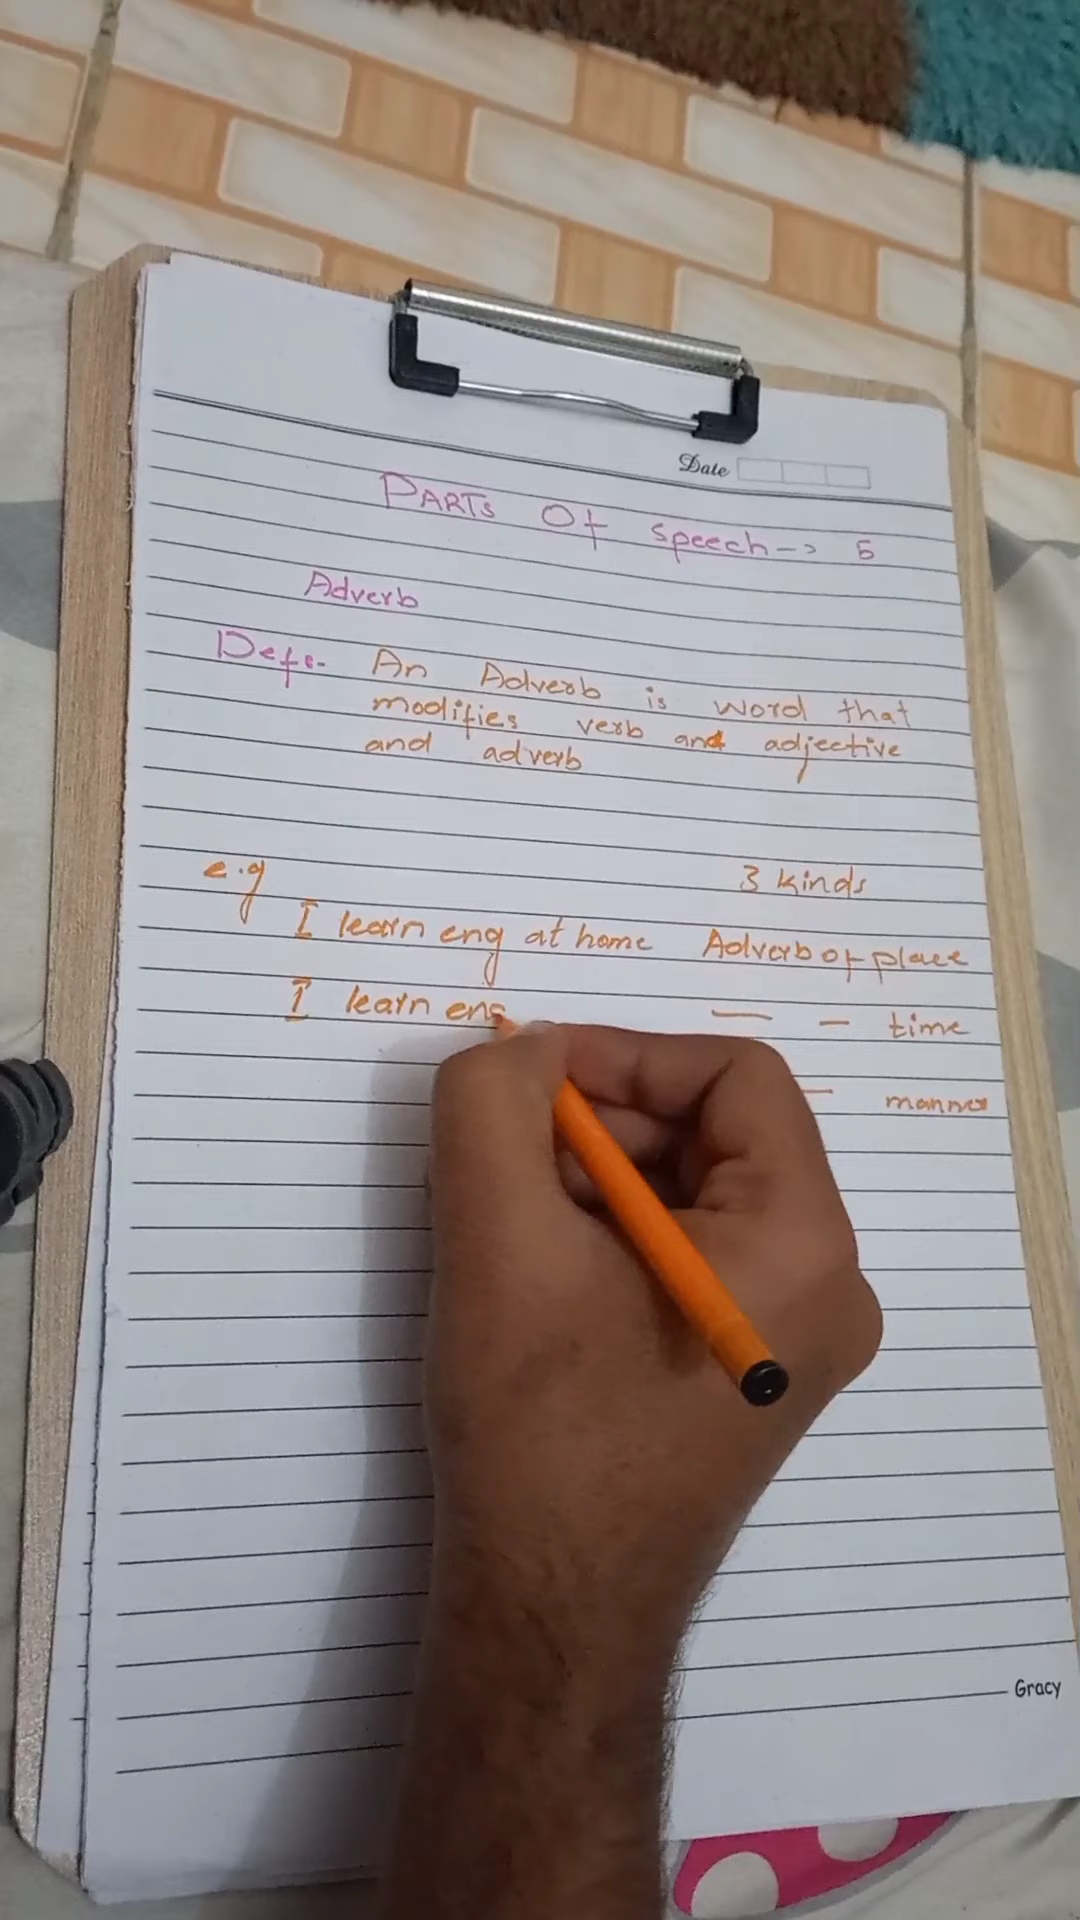 Date
PARTS Of speech -> 5
Adverb
Defe.- An Adverb is word that
modifies verb and adjective
and adverb
e.g
3 kinds
I learn eng at home Adverb of place
I learn eng — — time
— manner
Gracy